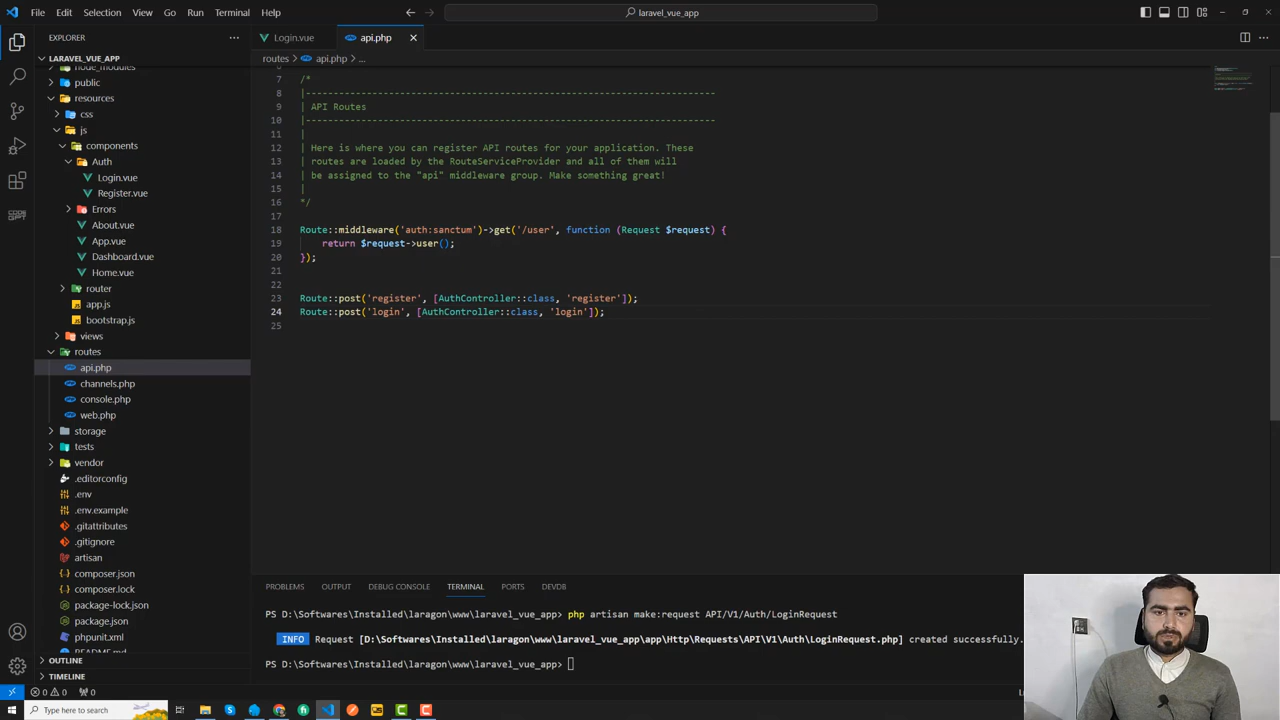 File Edit Selection View Go Run Terminal Help
laravel_vue_app
EXPLORER
Login.vue
api.php
LARAVEL_VUE_APP
routes > api.php > ...
node_modules
public
resources
css
js
components
Auth
Login.vue
Register.vue
Errors
About.vue
App.vue
Dashboard.vue
Home.vue
router
app.js
bootstrap.js
views
routes
api.php
channels.php
console.php
web.php
storage
tests
vendor
.editorconfig
.env
.env.example
.gitattributes
.gitignore
artisan
composer.json
composer.lock
package-lock.json
package.json
phpunit.xml
README.md
OUTLINE
TIMELINE
7 /*
8 |--------------------------------------------------------------------------
9 | API Routes
10 |--------------------------------------------------------------------------
11 |
12 | Here is where you can register API routes for your application. These
13 | routes are loaded by the RouteServiceProvider and all of them will
14 | be assigned to the "api" middleware group. Make something great!
15 |
16 */
17
18 Route::middleware('auth:sanctum')->get('/user', function (Request $request) {
19 return $request->user();
20 });
21
22
23 Route::post('register', [AuthController::class, 'register']);
24 Route::post('login', [AuthController::class, 'login']);
25
PROBLEMS OUTPUT DEBUG CONSOLE TERMINAL PORTS DEVDB
PS D:\Softwares\Installed\laragon\www\laravel_vue_app> php artisan make:request API/V1/Auth/LoginRequest
INFO Request [D:\Softwares\Installed\laragon\www\laravel_vue_app\app\Http\Requests\API\V1\Auth\LoginRequest.php] created successfully.
PS D:\Softwares\Installed\laragon\www\laravel_vue_app>
0 0 0
Type here to search